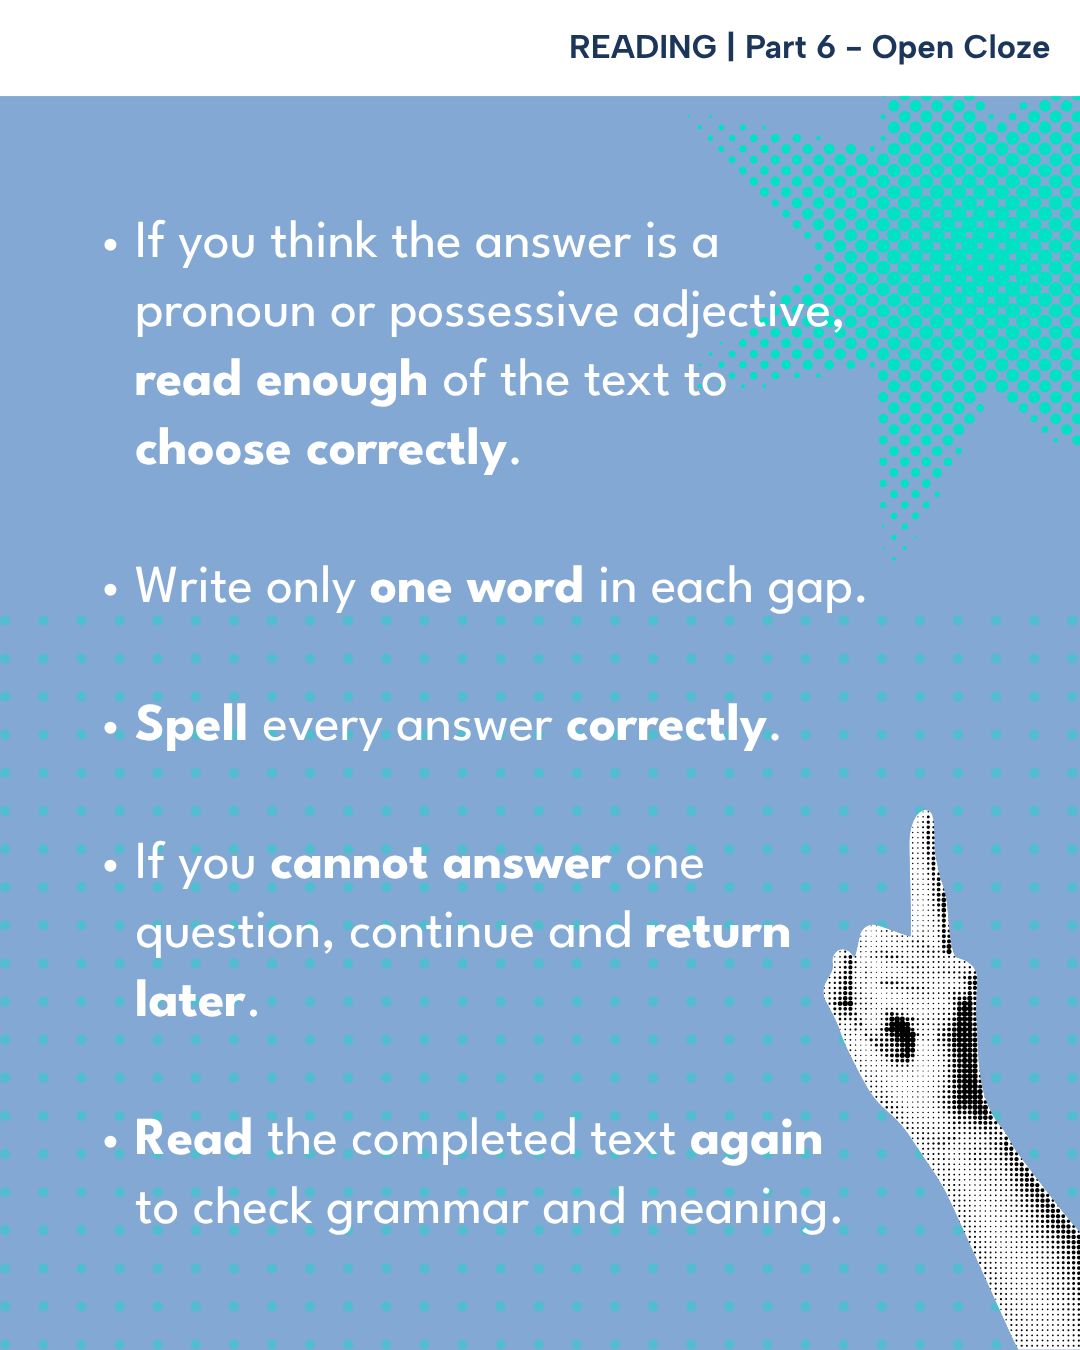 READING | Part 6 – Open Cloze
• If you think the answer is a
pronoun or possessive adjective,
read enough of the text to
choose correctly.
• Write only one word in each gap.
• Spell every answer correctly.
• If you cannot answer one
question, continue and return
later.
• Read the completed text again
to check grammar and meaning.